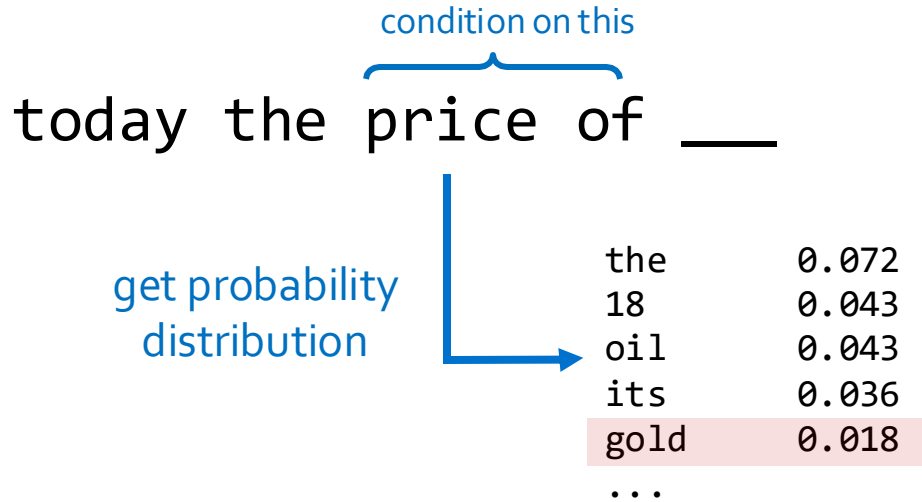 condition on this
today the price of ___
get probability
distribution
the 0.072
18 0.043
oil 0.043
its 0.036
gold 0.018
...